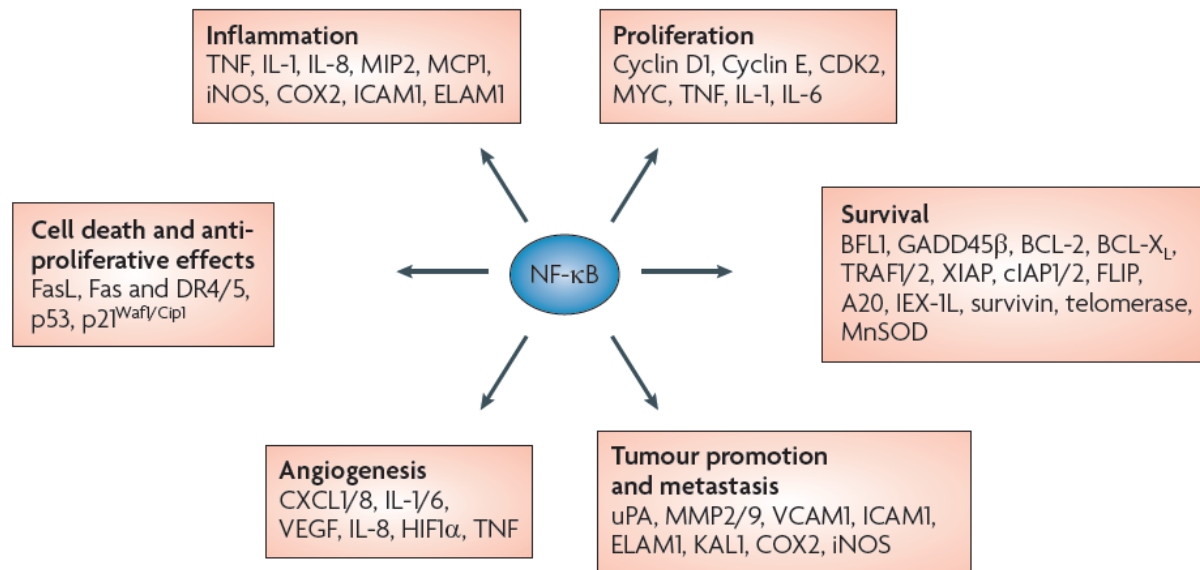 Inflammation
TNF, IL-1, IL-8, MIP2, MCP1,
iNOS, COX2, ICAM1, ELAM1
Proliferation
Cyclin D1, Cyclin E, CDK2,
MYC, TNF, IL-1, IL-6
Cell death and anti-
proliferative effects
FasL, Fas and DR4/5,
p53, p21Waf1/Cip1
NF-κB
Survival
BFL1, GADD45β, BCL-2, BCL-XL,
TRAF1/2, XIAP, cIAP1/2, FLIP,
A20, IEX-1L, survivin, telomerase,
MnSOD
Angiogenesis
CXCL1/8, IL-1/6,
VEGF, IL-8, HIF1α, TNF
Tumour promotion
and metastasis
uPA, MMP2/9, VCAM1, ICAM1,
ELAM1, KAL1, COX2, iNOS